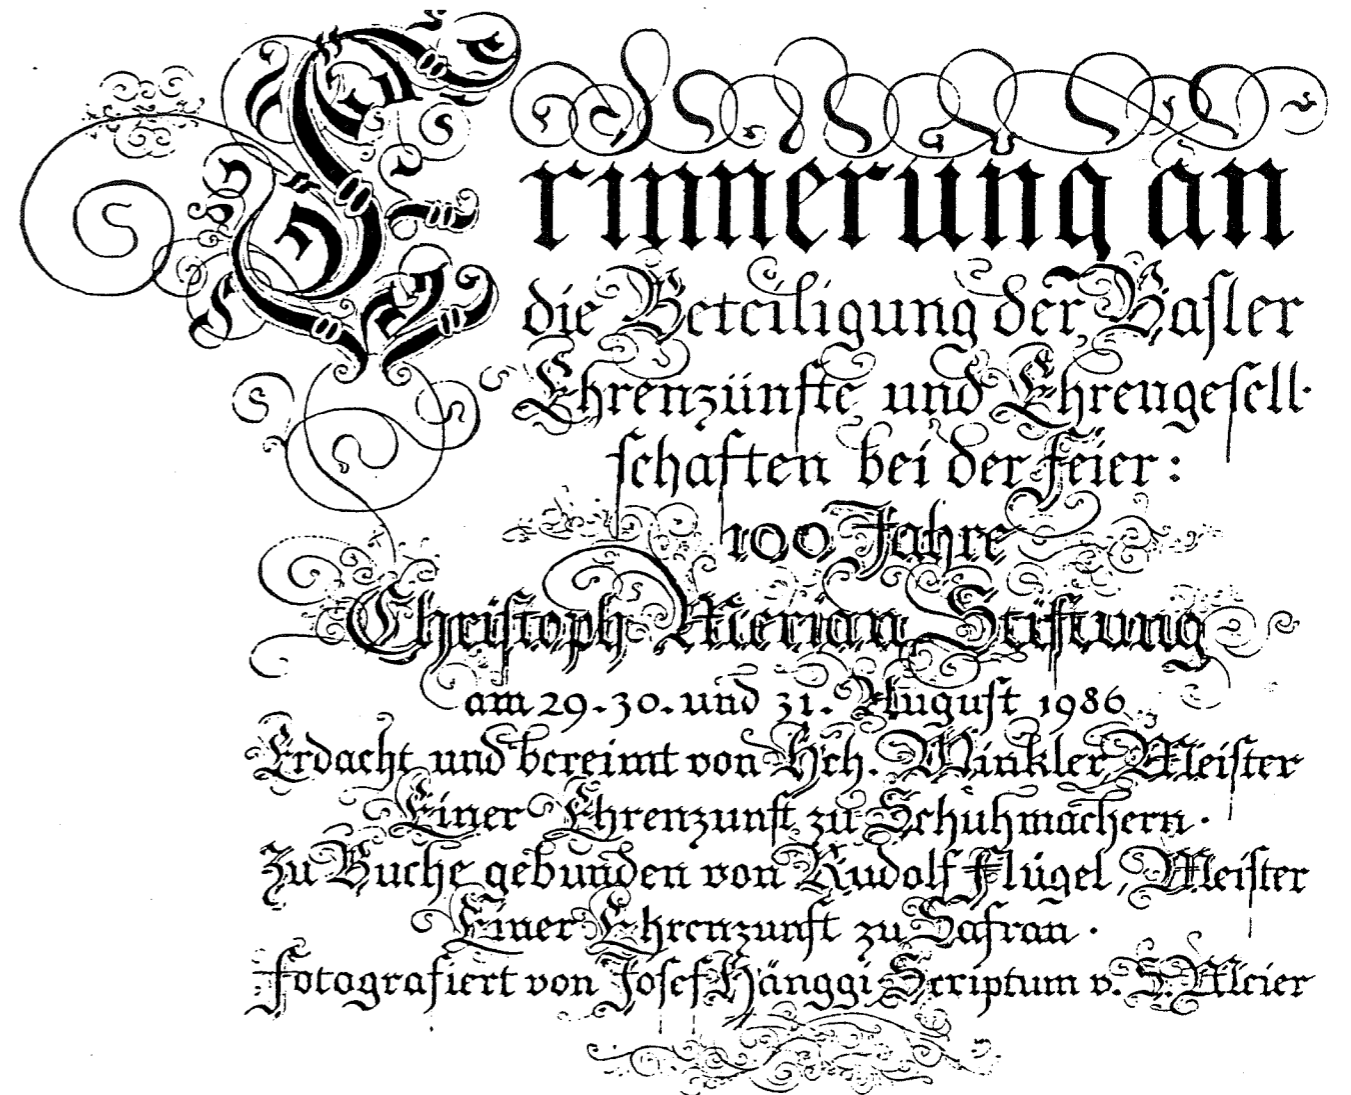 Erinnerung an
die Beteiligung der Basler
Ehrenzünfte und Ehrengesell-
schaften bei der Feier:
100 Jahre
Christoph Merian Stiftung
am 29. 30. und 31. August 1986.
Erdacht und bereimt von Hch. Winkler Meister
Einer Ehrenzunft zu Schuhmachern.
Zu Buche gebunden von Rudolf Flügel, Meister
Einer Ehrenzunft zu Safran.
Fotografiert von Josef Hänggi, Scriptum v. S. Meier